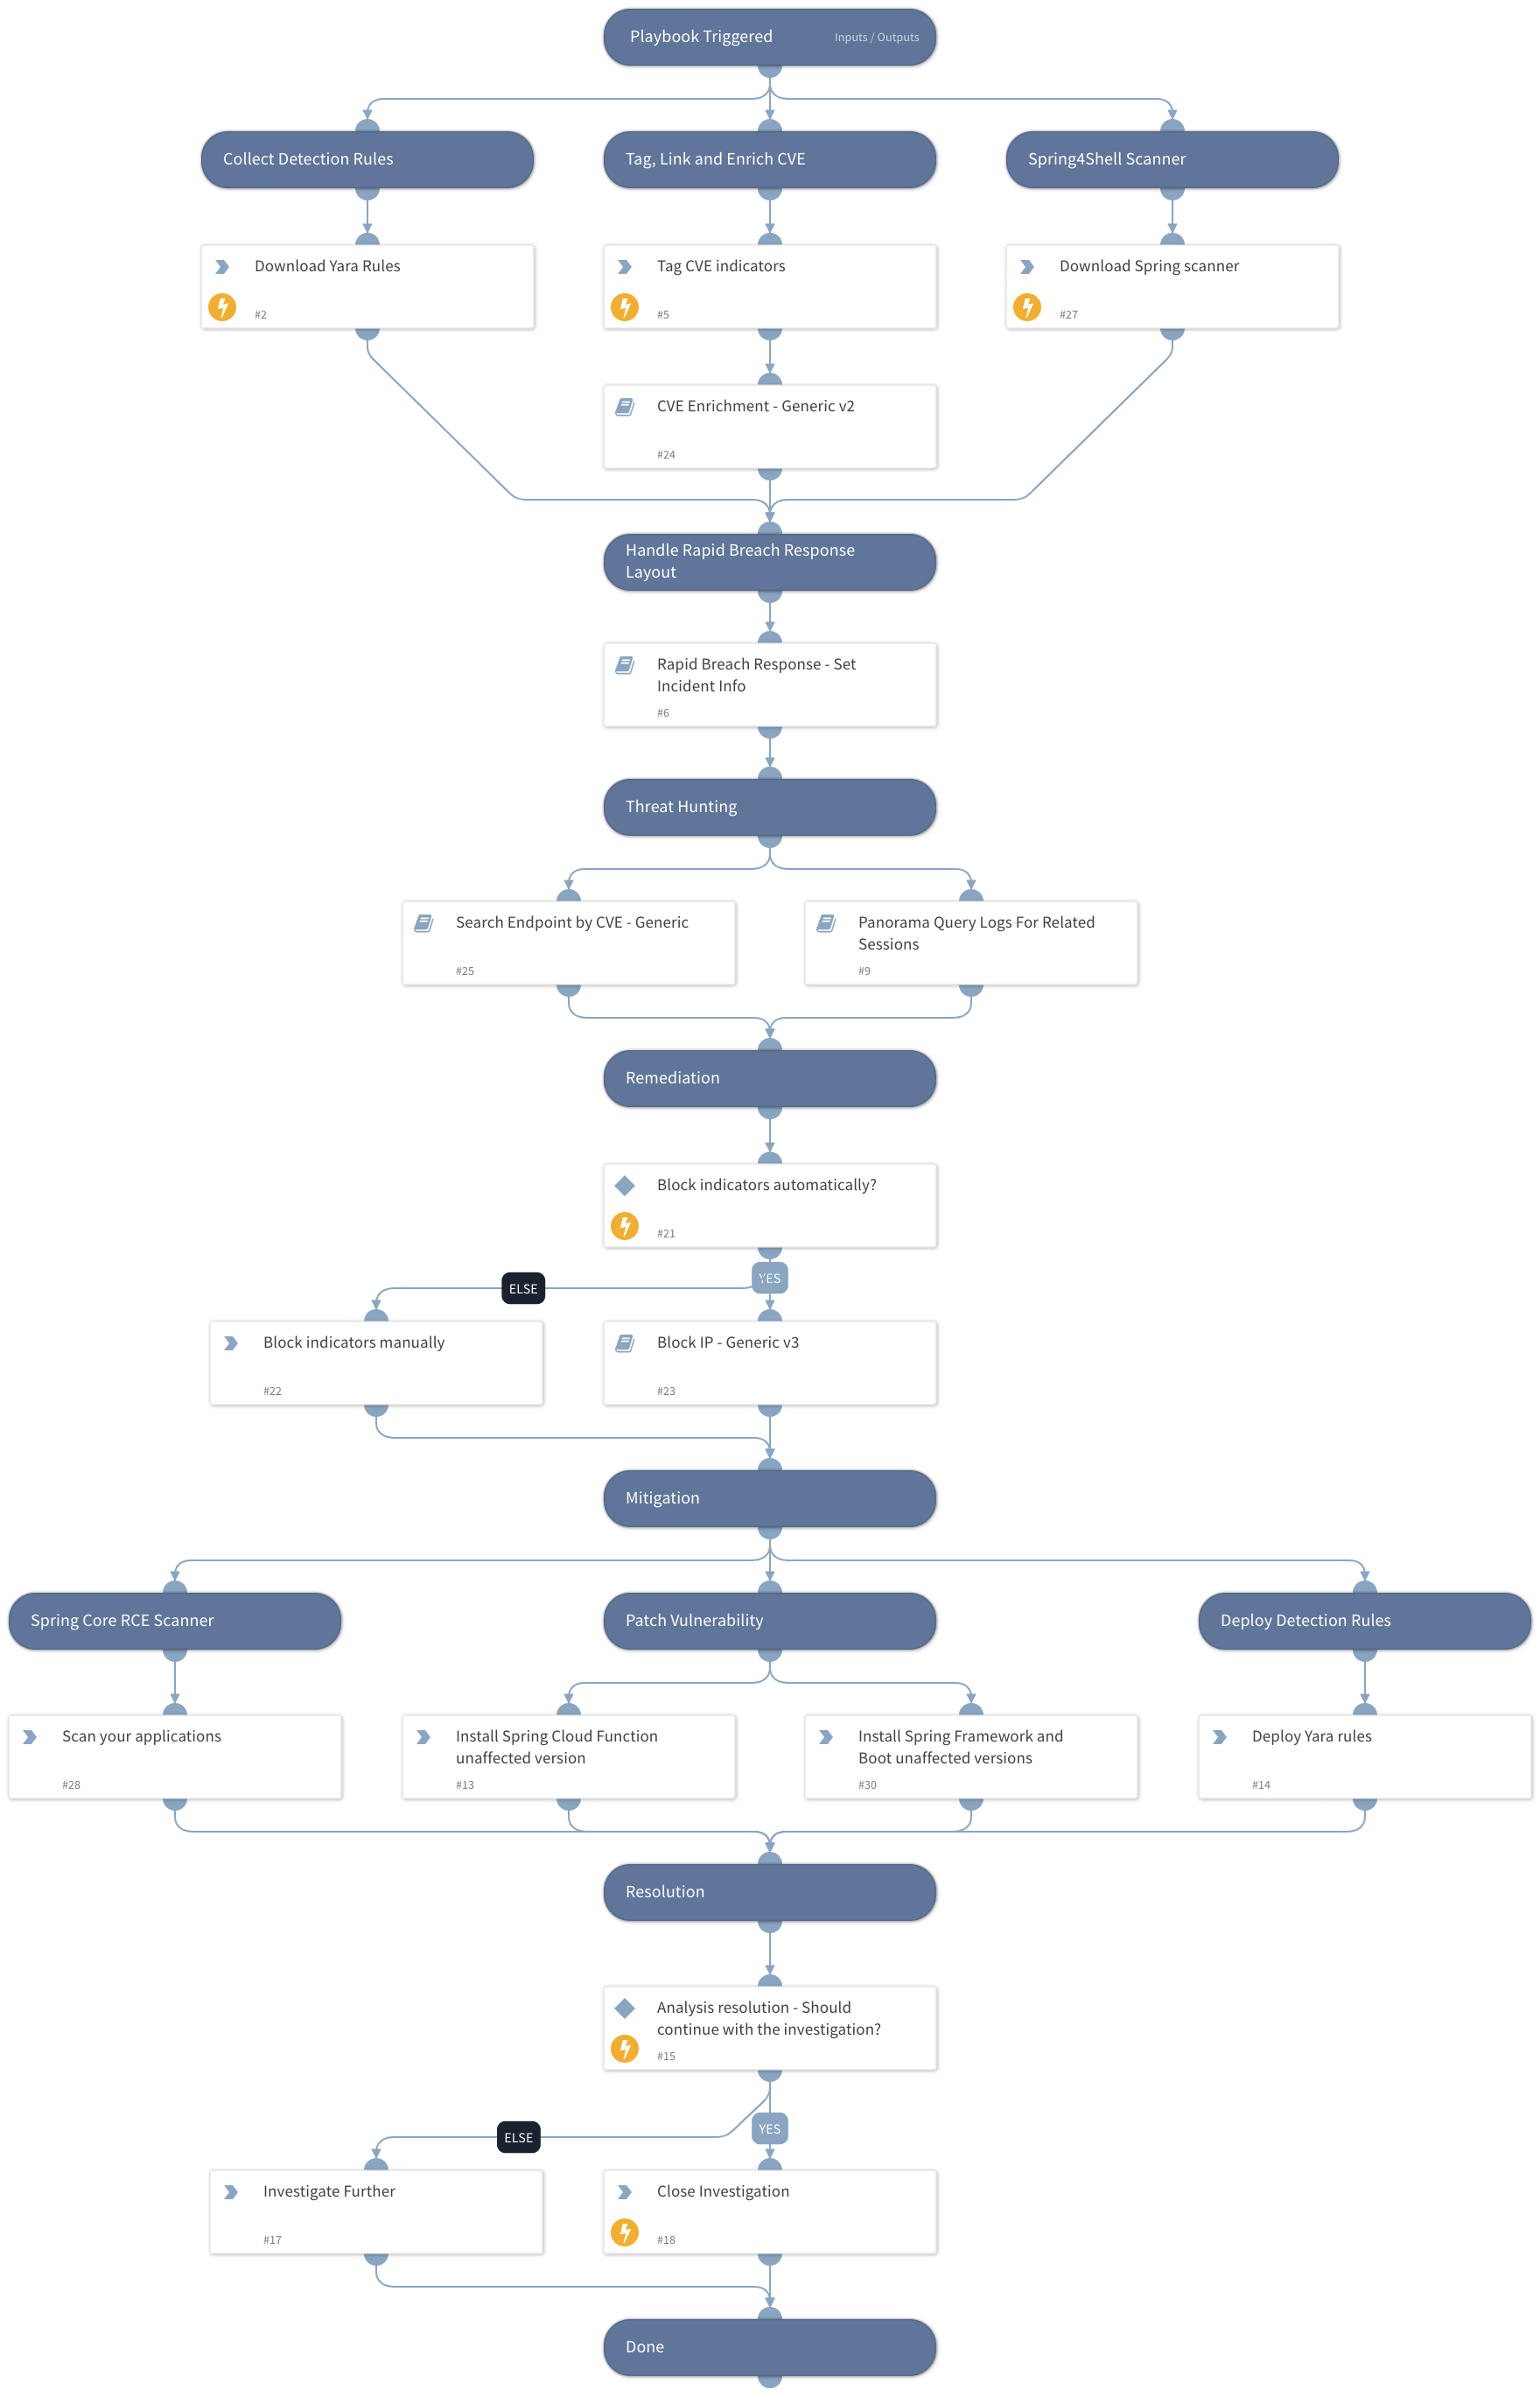 Playbook Triggered
Inputs / Outputs
Collect Detection Rules
Tag, Link and Enrich CVE
Spring4Shell Scanner
Download Yara Rules
#2
Tag CVE indicators
#5
Download Spring scanner
#27
CVE Enrichment - Generic v2
#24
Handle Rapid Breach Response
Layout
Rapid Breach Response - Set
Incident Info
#6
Threat Hunting
Search Endpoint by CVE - Generic
#25
Panorama Query Logs For Related
Sessions
#9
Remediation
Block indicators automatically?
#21
ELSE
YES
Block indicators manually
#22
Block IP - Generic v3
#23
Mitigation
Spring Core RCE Scanner
Patch Vulnerability
Deploy Detection Rules
Scan your applications
#28
Install Spring Cloud Function
unaffected version
#13
Install Spring Framework and
Boot unaffected versions
#30
Deploy Yara rules
#14
Resolution
Analysis resolution - Should
continue with the investigation?
#15
ELSE
YES
Investigate Further
#17
Close Investigation
#18
Done